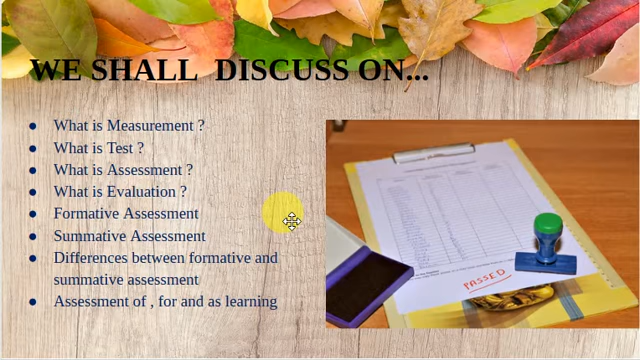 WE SHALL  DISCUSS ON...
What is Measurement ?
What is Test ?
What is Assessment ?
What is Evaluation ?
Formative Assessment
Summative Assessment
Differences between formative and
summative assessment
Assessment of , for and as learning
PASSED